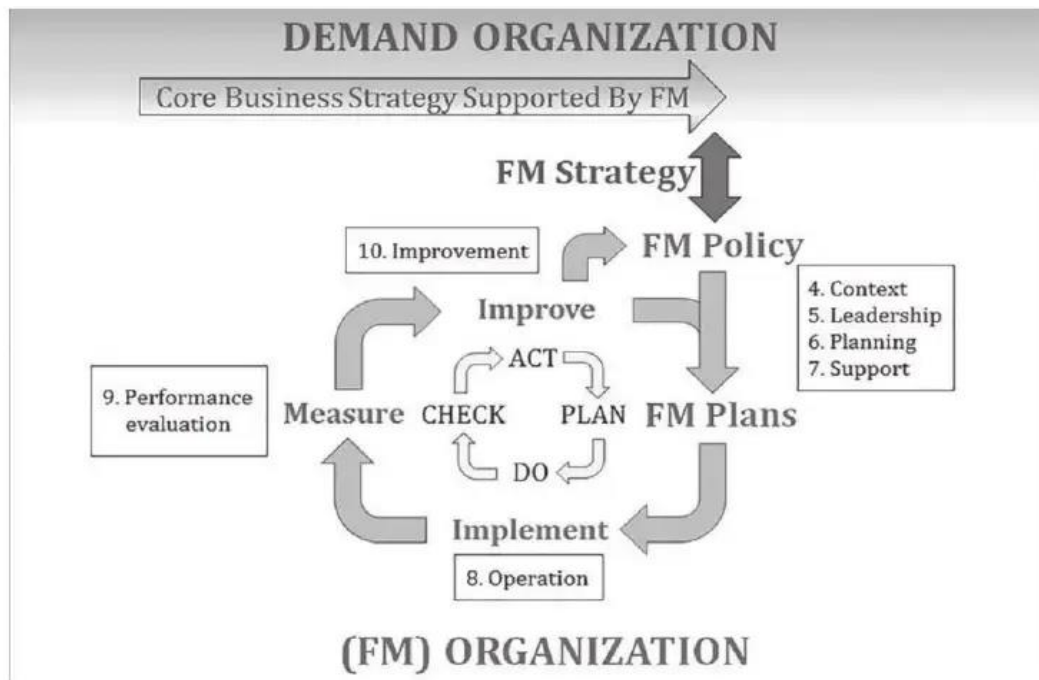 DEMAND ORGANIZATION
Core Business Strategy Supported By FM
FM Strategy
10. Improvement
FM Policy
4. Context
5. Leadership
6. Planning
7. Support
Improve
ACT
9. Performance
evaluation
Measure
CHECK
PLAN
FM Plans
DO
Implement
8. Operation
(FM) ORGANIZATION